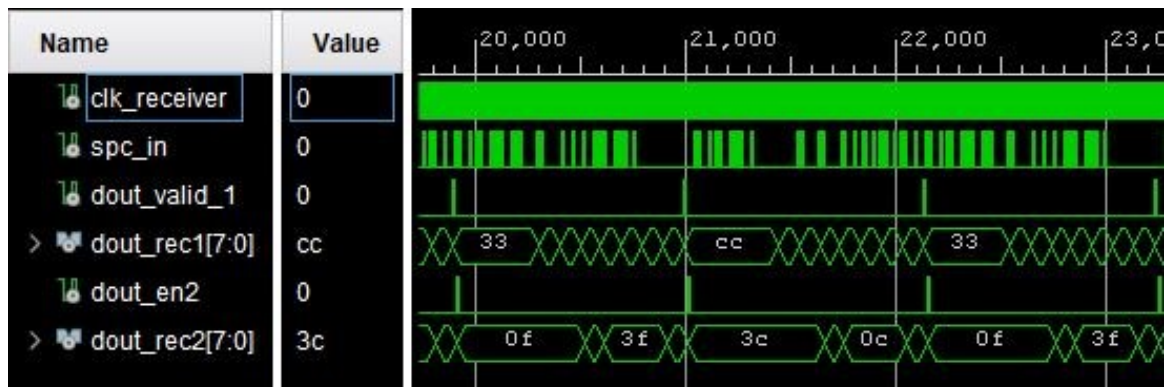 Name Value 20,000 21,000 22,000 23,0
clk_receiver 0
spc_in 0
dout_valid_1 0
> dout_rec1[7:0] cc 33 cc 33
dout_en2 0
> dout_rec2[7:0] 3c 0f 3f 3c 0c 0f 3f